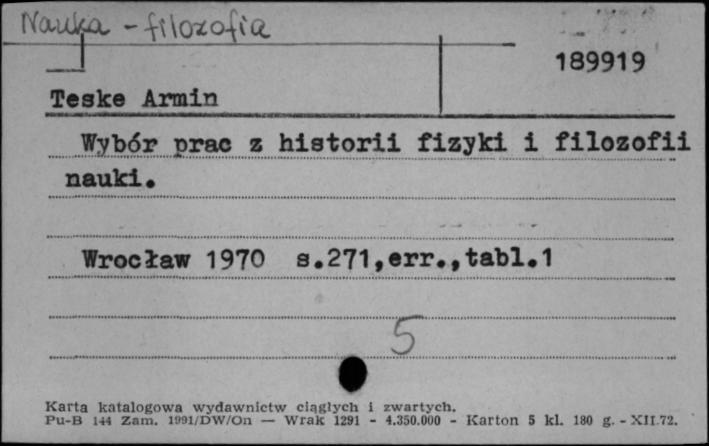 Nauka - filozofia
189919
Teske Armin
Wybór prac z historii fizyki i filozofii
nauki.
Wrocław 1970 s.271,err.,tabl.1
5
Karta katalogowa wydawnictw ciągłych i zwartych.
Pu-B 144 Zam. 1991/DW/On — Wrak 1291 - 4.350.000 - Karton 5 kl. 180 g. - XII.72.